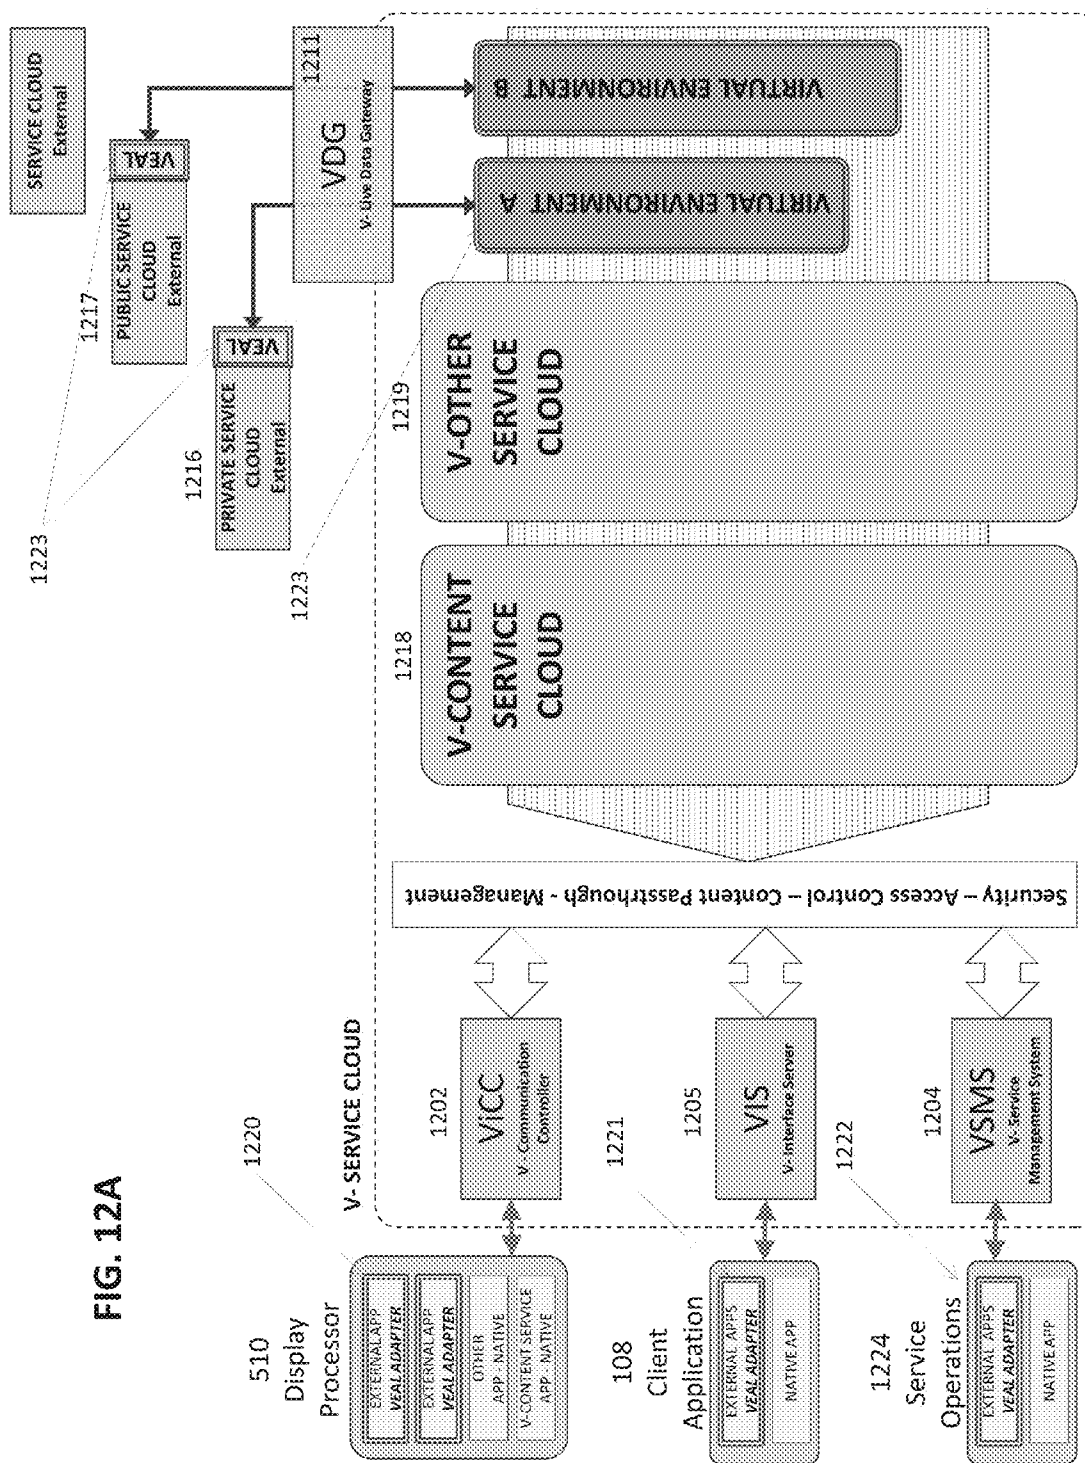 FIG. 12A
510
Display
Processor
EXTERNAL APP
VEAL ADAPTER
EXTERNAL APP
VEAL ADAPTER
OTHER
APP NATIVE
V-CONTENT SERVICE
APP NATIVE
1220
108
Client
Application
EXTERNAL APPS
VEAL ADAPTER
NATIVE APP
1221
1224
Service
Operations
EXTERNAL APPS
VEAL ADAPTER
NATIVE APP
1222
V- SERVICE CLOUD
1202
ViCC
V - Communication
Controller
1205
VIS
V- Interface Server
1204
VSMS
V- Service
Management System
Security – Access Control – Content Passtrhough - Management
1218
V-CONTENT
SERVICE
CLOUD
1219
V-OTHER
SERVICE
CLOUD
1223
VIRTUAL ENVIRONMENT A
VIRTUAL ENVIRONMENT B
VDG
1211
V- Live Data Gateway
1223
1216
PRIVATE SERVICE
CLOUD
External
VEAL
1217
PUBLIC SERVICE
CLOUD
External
VEAL
SERVICE CLOUD
External